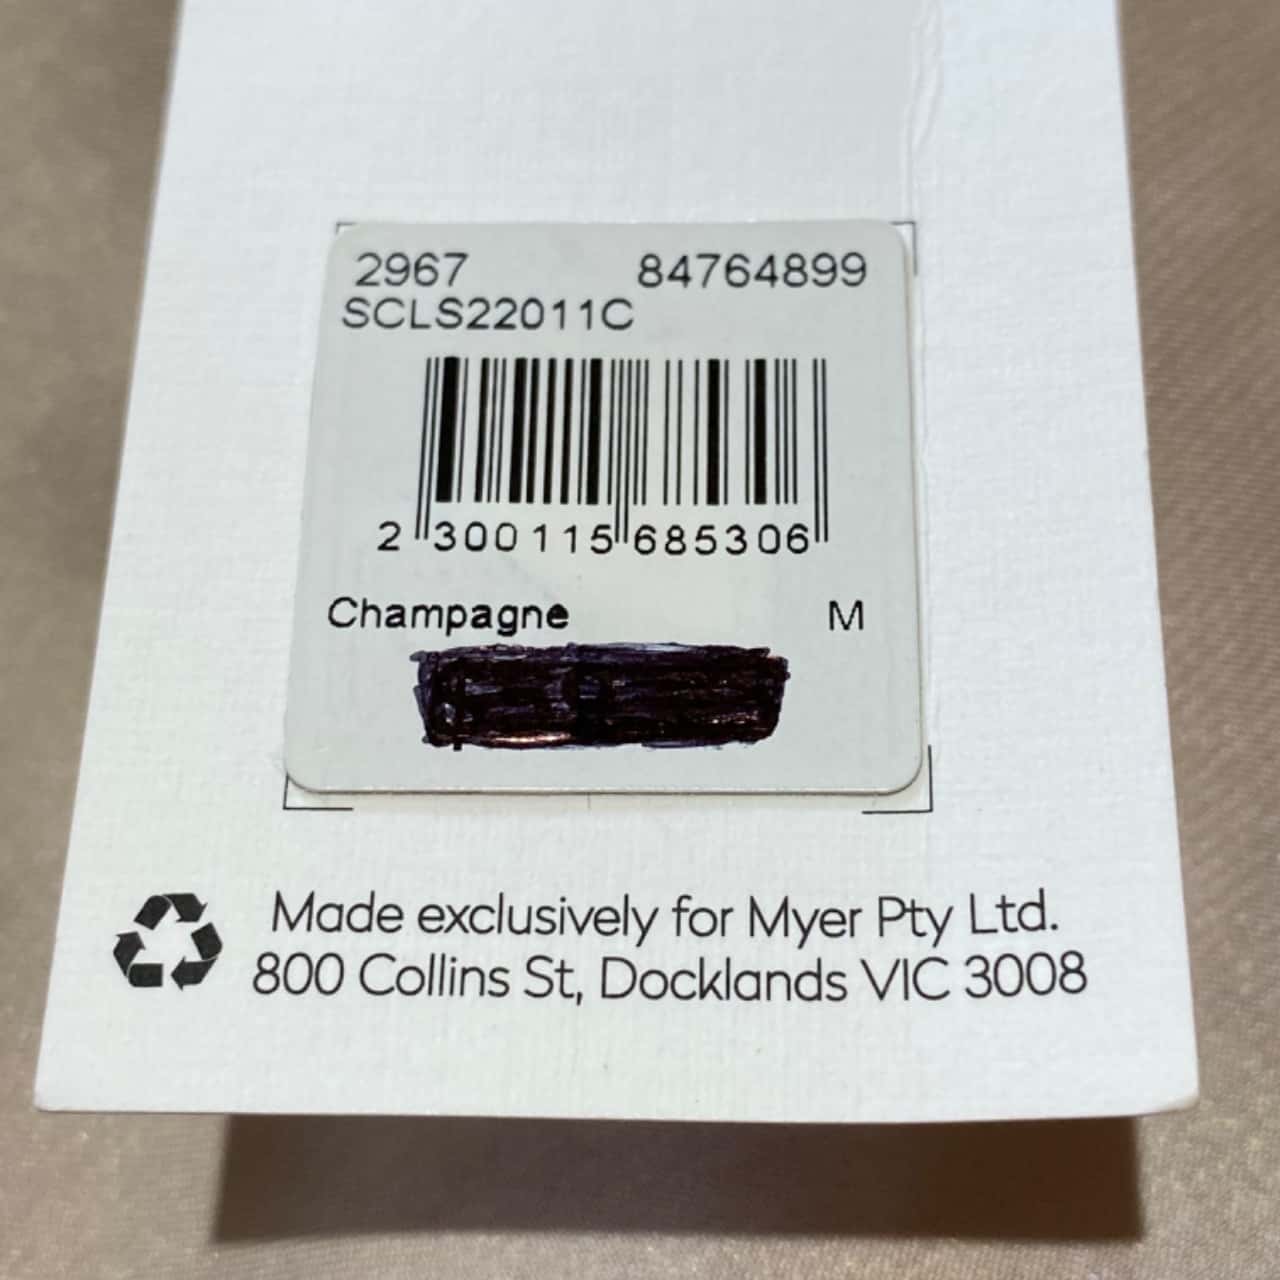 2967 84764899
SCLS22011C
2 300115 685306
Champagne M
Made exclusively for Myer Pty Ltd.
800 Collins St, Docklands VIC 3008